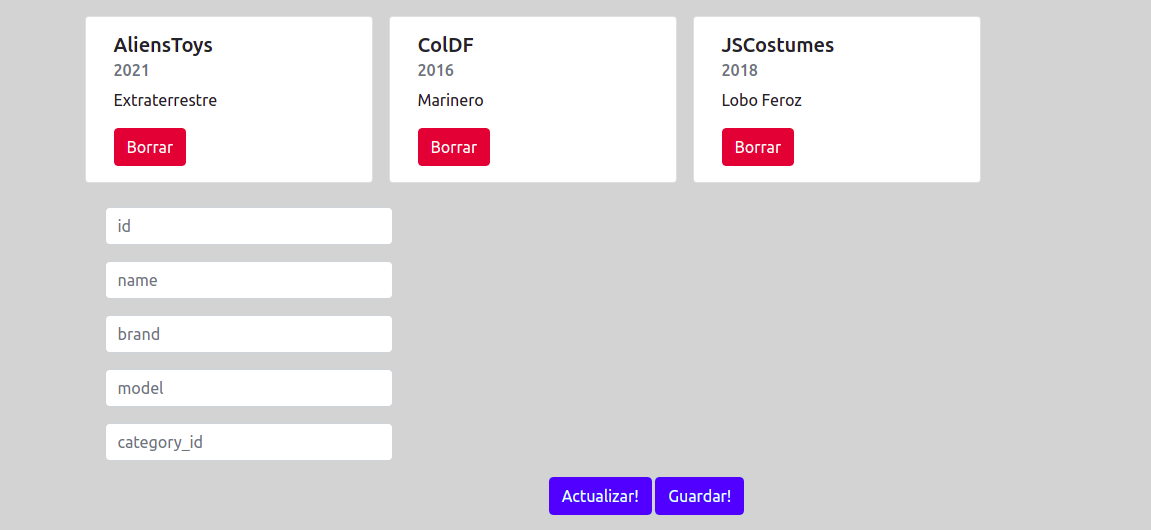 AliensToys
2021
Extraterrestre
Borrar
ColDF
2016
Marinero
Borrar
JSCostumes
2018
Lobo Feroz
Borrar
id
name
brand
model
category_id
Actualizar! Guardar!